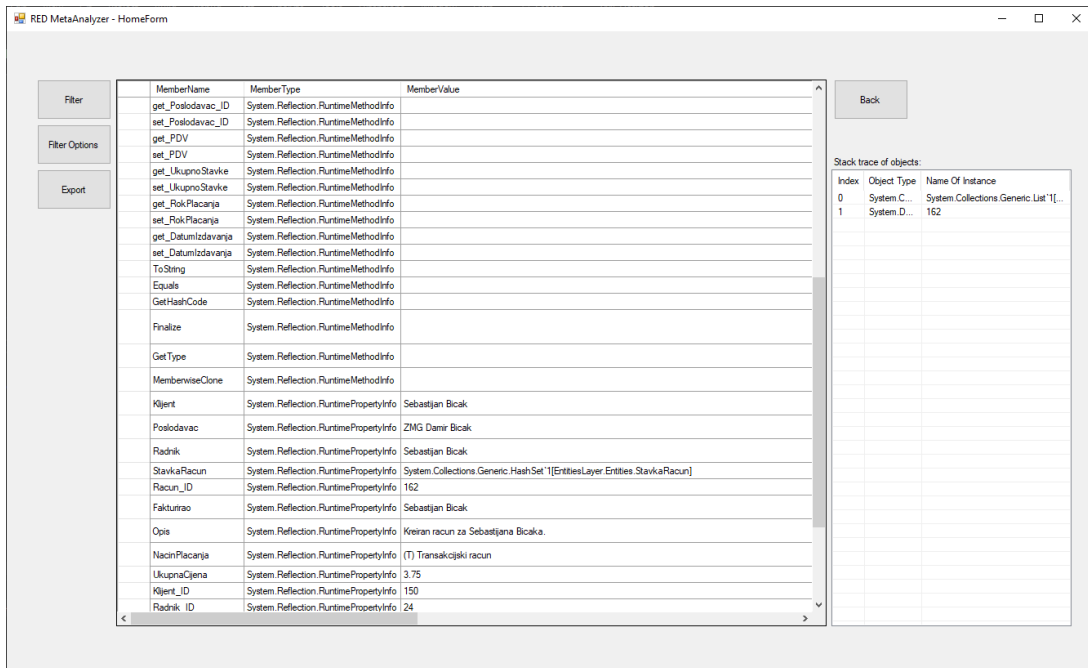 RED MetaAnalyzer - HomeForm
Filter
Filter Options
Export
MemberName MemberType MemberValue
get_Poslodavac_ID System.Reflection.RuntimeMethodInfo
set_Poslodavac_ID System.Reflection.RuntimeMethodInfo
get_PDV System.Reflection.RuntimeMethodInfo
set_PDV System.Reflection.RuntimeMethodInfo
get_UkupnoStavke System.Reflection.RuntimeMethodInfo
set_UkupnoStavke System.Reflection.RuntimeMethodInfo
get_RokPlacanja System.Reflection.RuntimeMethodInfo
set_RokPlacanja System.Reflection.RuntimeMethodInfo
get_DatumIzdavanja System.Reflection.RuntimeMethodInfo
set_DatumIzdavanja System.Reflection.RuntimeMethodInfo
ToString System.Reflection.RuntimeMethodInfo
Equals System.Reflection.RuntimeMethodInfo
GetHashCode System.Reflection.RuntimeMethodInfo
Finalize System.Reflection.RuntimeMethodInfo
GetType System.Reflection.RuntimeMethodInfo
MemberwiseClone System.Reflection.RuntimeMethodInfo
Klijent System.Reflection.RuntimePropertyInfo Sebastijan Bicak
Poslodavac System.Reflection.RuntimePropertyInfo ZMG Damir Bicak
Radnik System.Reflection.RuntimePropertyInfo Sebastijan Bicak
StavkaRacun System.Reflection.RuntimePropertyInfo System.Collections.Generic.HashSet`1[EntitiesLayer.Entities.StavkaRacun]
Racun_ID System.Reflection.RuntimePropertyInfo 162
Fakturirao System.Reflection.RuntimePropertyInfo Sebastijan Bicak
Opis System.Reflection.RuntimePropertyInfo Kreiran racun za Sebastijana Bicaka.
NacinPlacanja System.Reflection.RuntimePropertyInfo (T) Transakcijski racun
UkupnaCijena System.Reflection.RuntimePropertyInfo 3.75
Klijent_ID System.Reflection.RuntimePropertyInfo 150
Radnik_ID System.Reflection.RuntimePropertyInfo 24
Back
Stack trace of objects:
Index Object Type Name Of Instance
0 System.C... System.Collections.Generic.List`1[...
1 System.D... 162